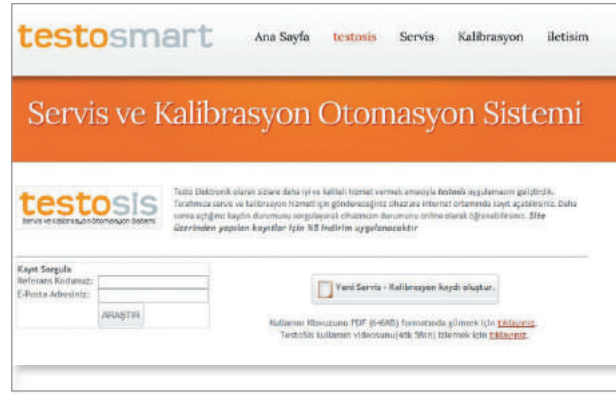 testosmart
Ana Sayfa testosis Servis Kalibrasyon iletisim
Servis ve Kalibrasyon Otomasyon Sistemi
testosis
Servis ve Kalibrasyon Otomasyon Sistemi
Testo Elektronik olarak sizlere daha iyi ve kaliteli hizmet vermek amacıyla testosis uygulamasını geliştirdik.
Tarafımıza servis ve kalibrasyon hizmeti için göndereceğiniz cihazlara internet ortamında kayıt açabilirsiniz. Daha
sonra açtığınız kaydın durumunu sorgulayarak cihazınızın durumunu online olarak öğrenebilirsiniz. Site
üzerinden yapılan kayıtlar için %5 indirim uygulanacaktır
Kayıt Sorgula
Referans Kodunuz:
E-Posta Adresiniz:
ARAŞTIR
Yeni Servis - Kalibrasyon kaydı oluştur.
Kullanım Klavuzunu PDF (646KB) formatında görmek için tıklayınız.
TestoSis kullanım videosunu(4dk 58sn) izlemek için tıklayınız.